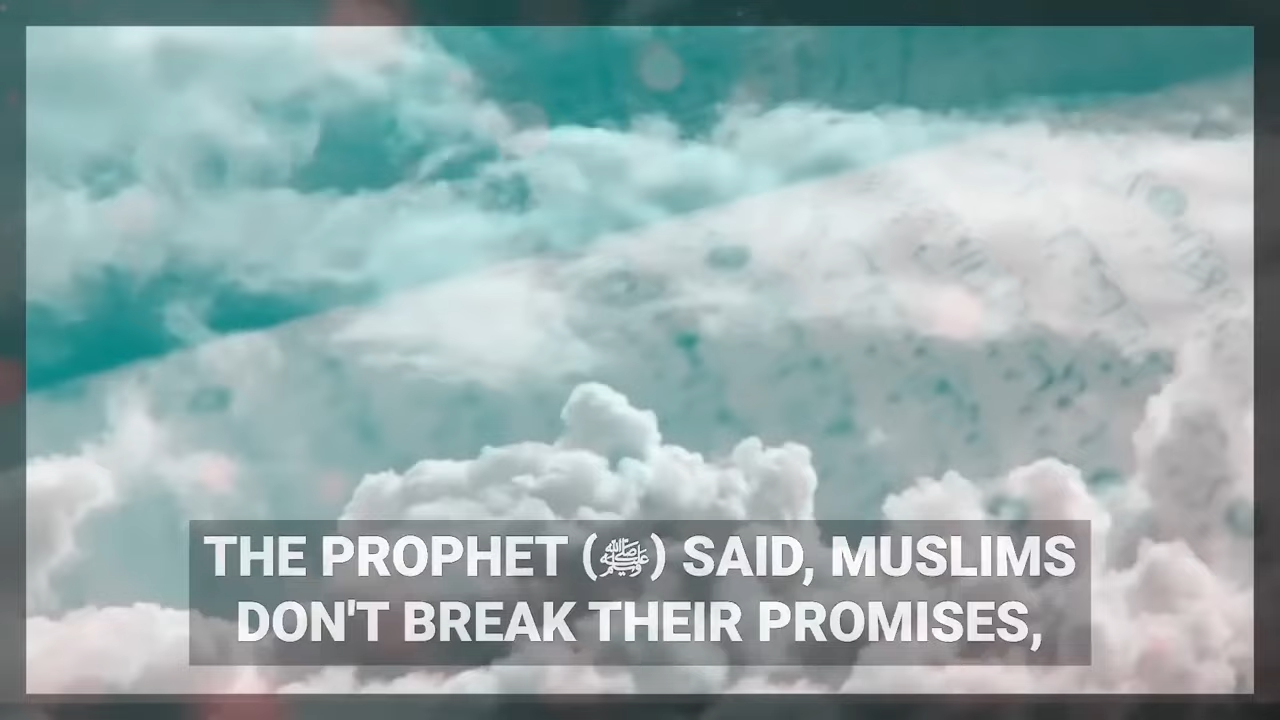 THE PROPHET (ﷺ) SAID, MUSLIMS
DON'T BREAK THEIR PROMISES,